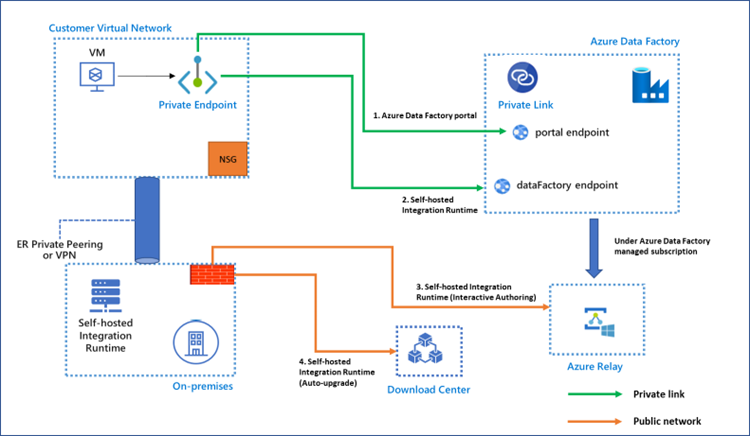 Customer Virtual Network
VM
Private Endpoint
NSG
Azure Data Factory
Private Link
portal endpoint
dataFactory endpoint
1. Azure Data Factory portal
2. Self-hosted
Integration Runtime
ER Private Peering
or VPN
Under Azure Data Factory
managed subscription
Self-hosted
Integration
Runtime
On-premises
3. Self-hosted Integration
Runtime (Interactive Authoring)
4. Self-hosted
Integration Runtime
(Auto-upgrade)
Download Center
Azure Relay
Private link
Public network